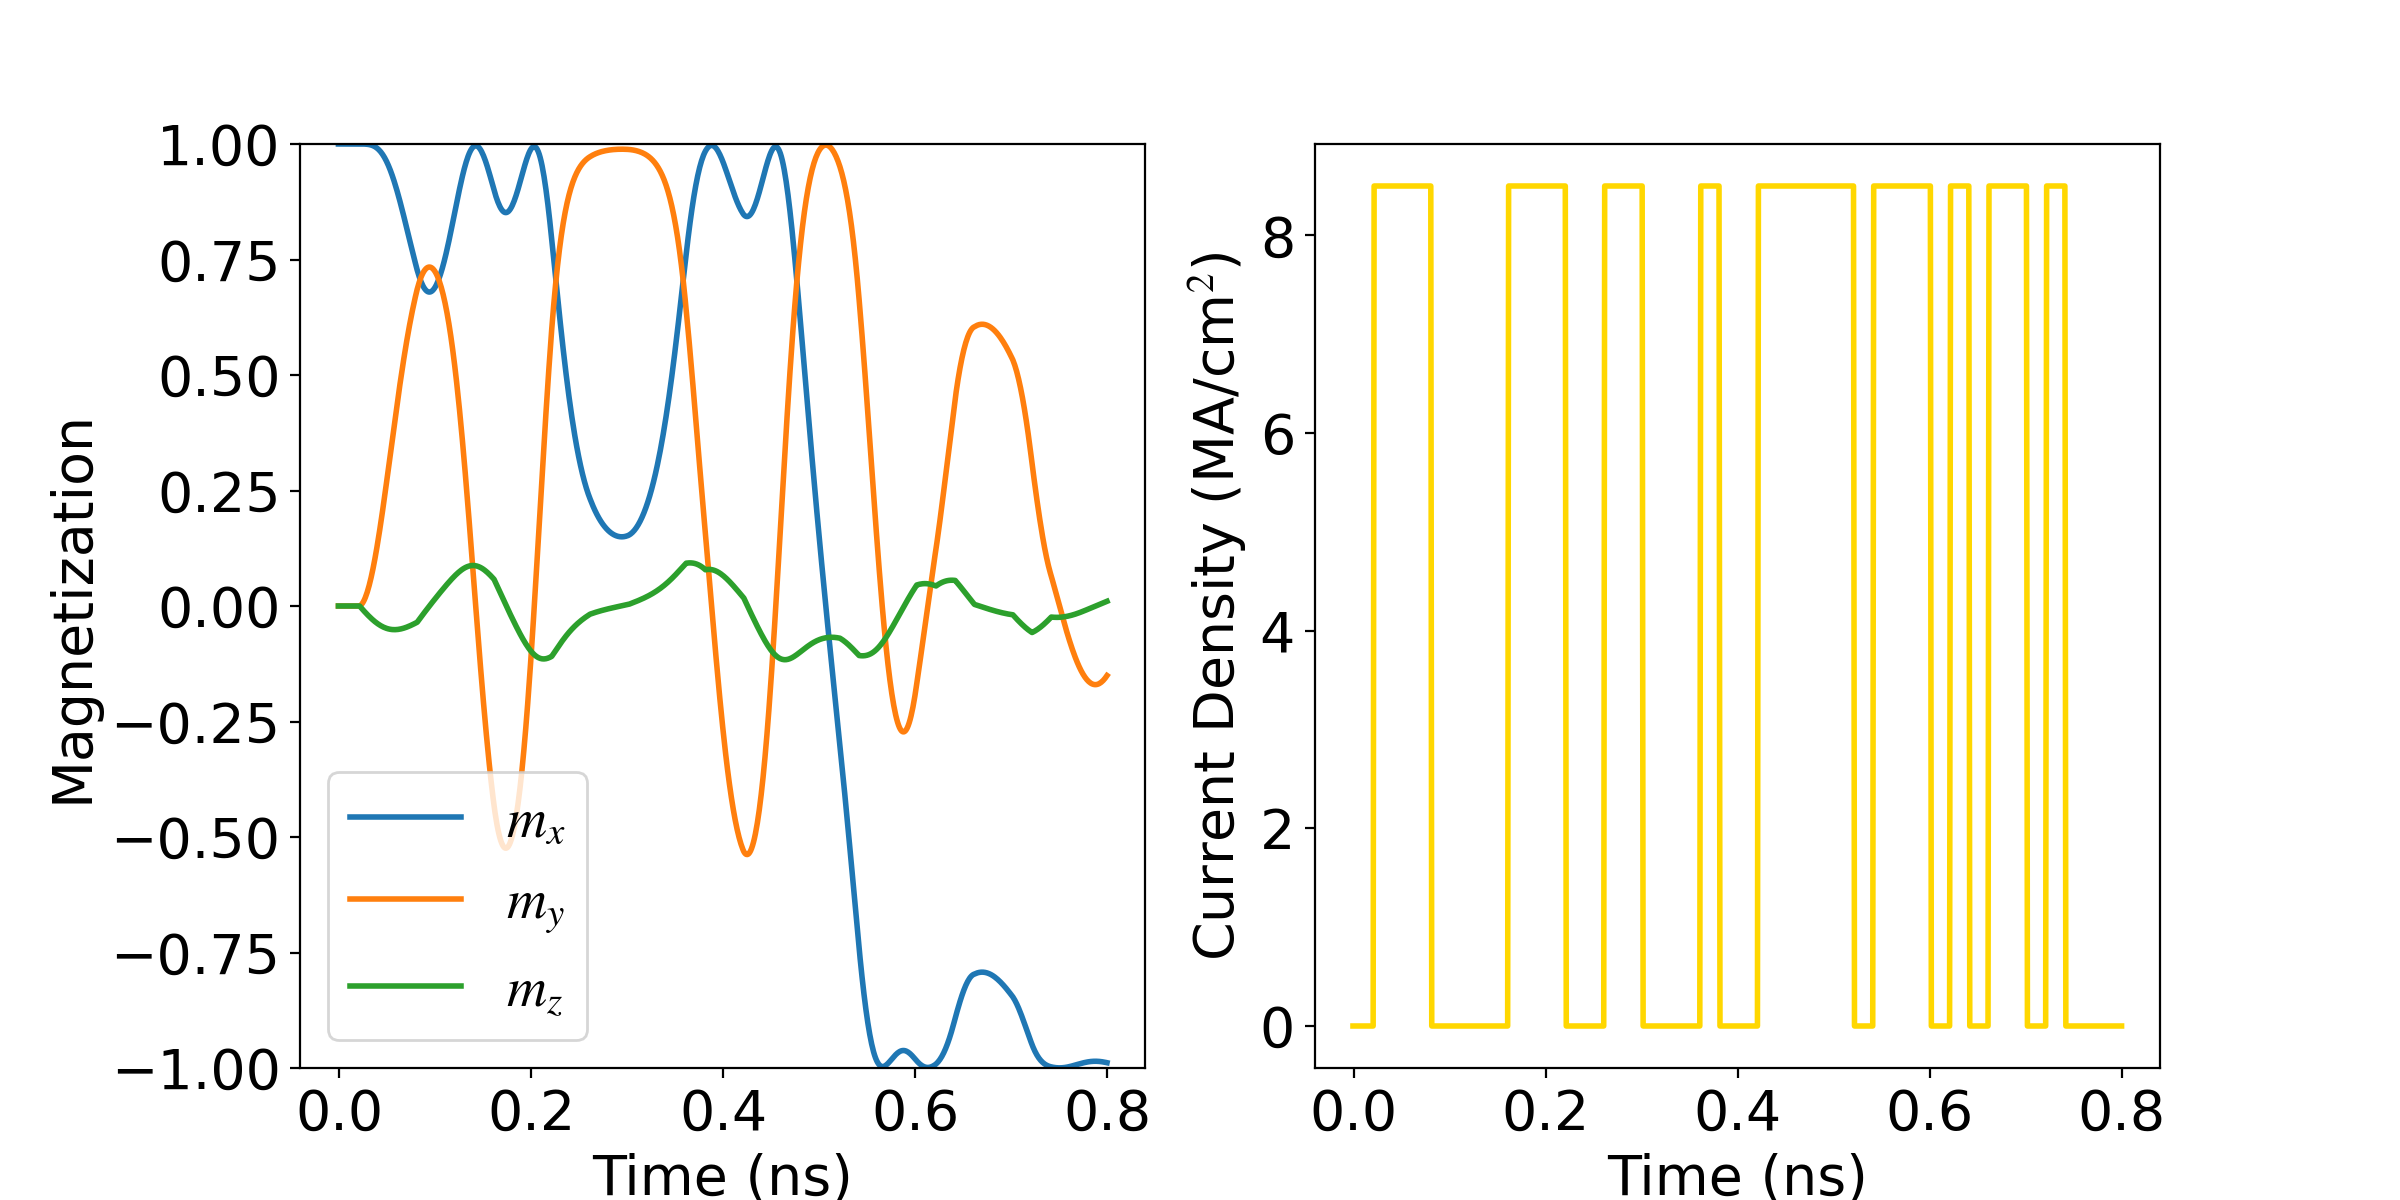 Magnetization
1.00
0.75
0.50
0.25
0.00
−0.25
−0.50
−0.75
−1.00
0.0 0.2 0.4 0.6 0.8
Time (ns)
m_x
m_y
m_z
Current Density (MA/cm²)
8
6
4
2
0
0.0 0.2 0.4 0.6 0.8
Time (ns)